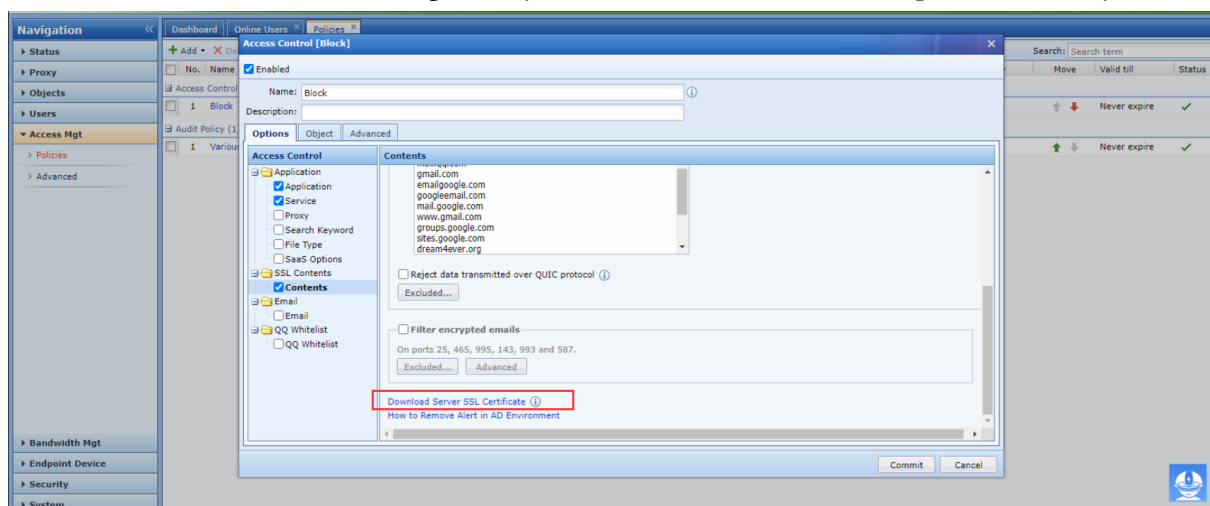 Navigation
Dashboard Online Users Policies
Status
Proxy
Objects
Users
Access Mgt
Policies
Advanced
Bandwidth Mgt
Endpoint Device
Security
System
Add De
Search: Search term
No. Name Move Valid till Status
Access Control
1 Block Never expire
Audit Policy (1
1 Variou Never expire
Access Control [Block]
Enabled
Name: Block
Description:
Options Object Advanced
Access Control
Application
Application
Service
Proxy
Search Keyword
File Type
SaaS Options
SSL Contents
Contents
Email
Email
QQ Whitelist
QQ Whitelist
Contents
gmail.com
emailgoogle.com
googleemail.com
mail.google.com
www.gmail.com
groups.google.com
sites.google.com
dream4ever.org
Reject data transmitted over QUIC protocol
Excluded...
Filter encrypted emails
On ports 25, 465, 995, 143, 993 and 587.
Excluded... Advanced
Download Server SSL Certificate
How to Remove Alert in AD Environment
Commit Cancel